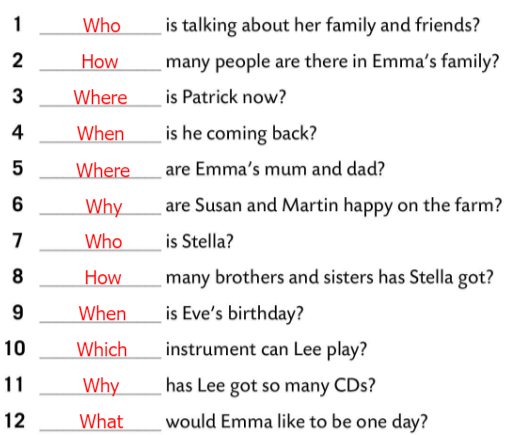 1 Who is talking about her family and friends?
2 How many people are there in Emma's family?
3 Where is Patrick now?
4 When is he coming back?
5 Where are Emma's mum and dad?
6 Why are Susan and Martin happy on the farm?
7 Who is Stella?
8 How many brothers and sisters has Stella got?
9 When is Eve's birthday?
10 Which instrument can Lee play?
11 Why has Lee got so many CDs?
12 What would Emma like to be one day?